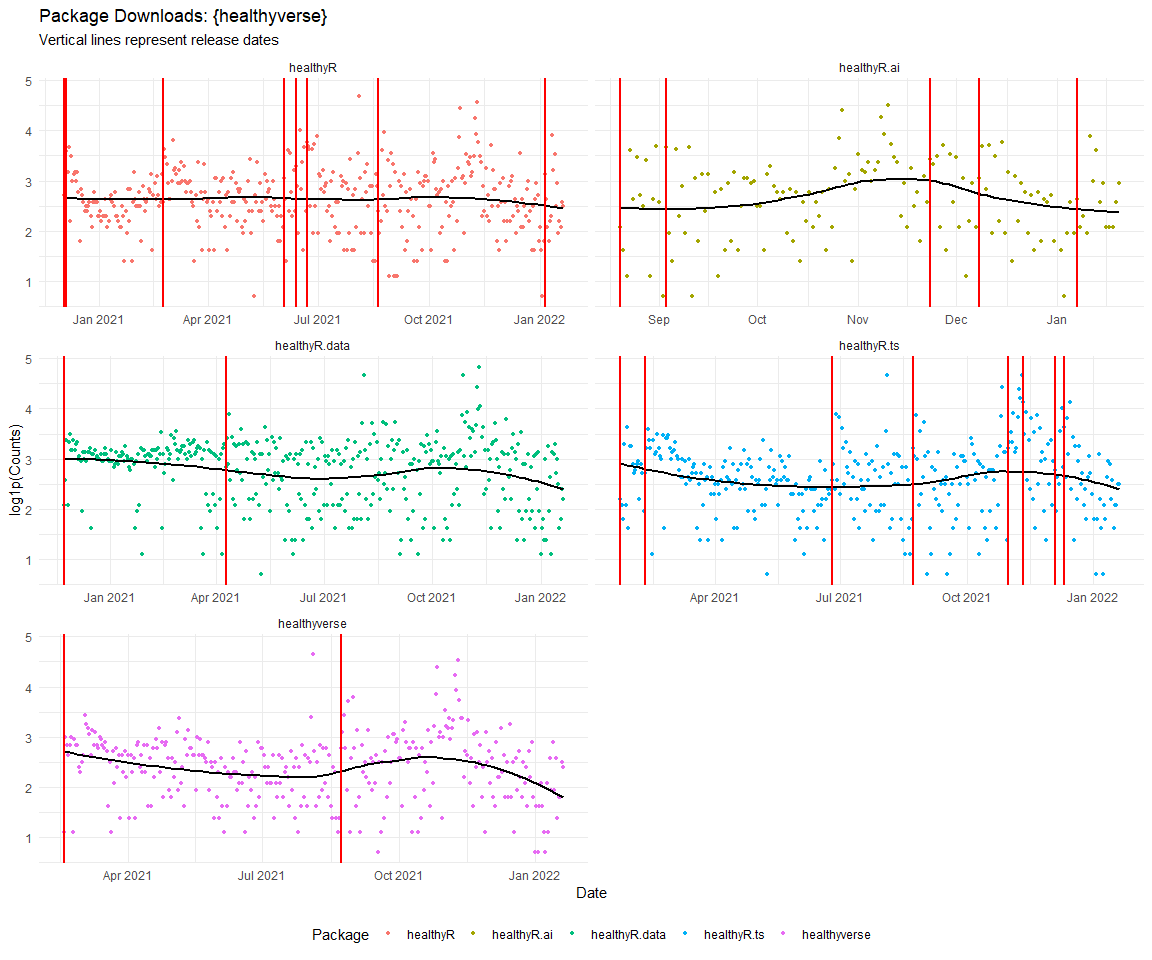 Package Downloads: {healthyverse}
Vertical lines represent release dates
healthyR
healthyR.ai
5
4
3
2
1
Jan 2021 Apr 2021 Jul 2021 Oct 2021 Jan 2022
Sep Oct Nov Dec Jan
healthyR.data
healthyR.ts
5
4
3
2
1
log1p(Counts)
Jan 2021 Apr 2021 Jul 2021 Oct 2021 Jan 2022
Apr 2021 Jul 2021 Oct 2021 Jan 2022
healthyverse
5
4
3
2
1
Apr 2021 Jul 2021 Oct 2021 Jan 2022
Date
Package healthyR healthyR.ai healthyR.data healthyR.ts healthyverse